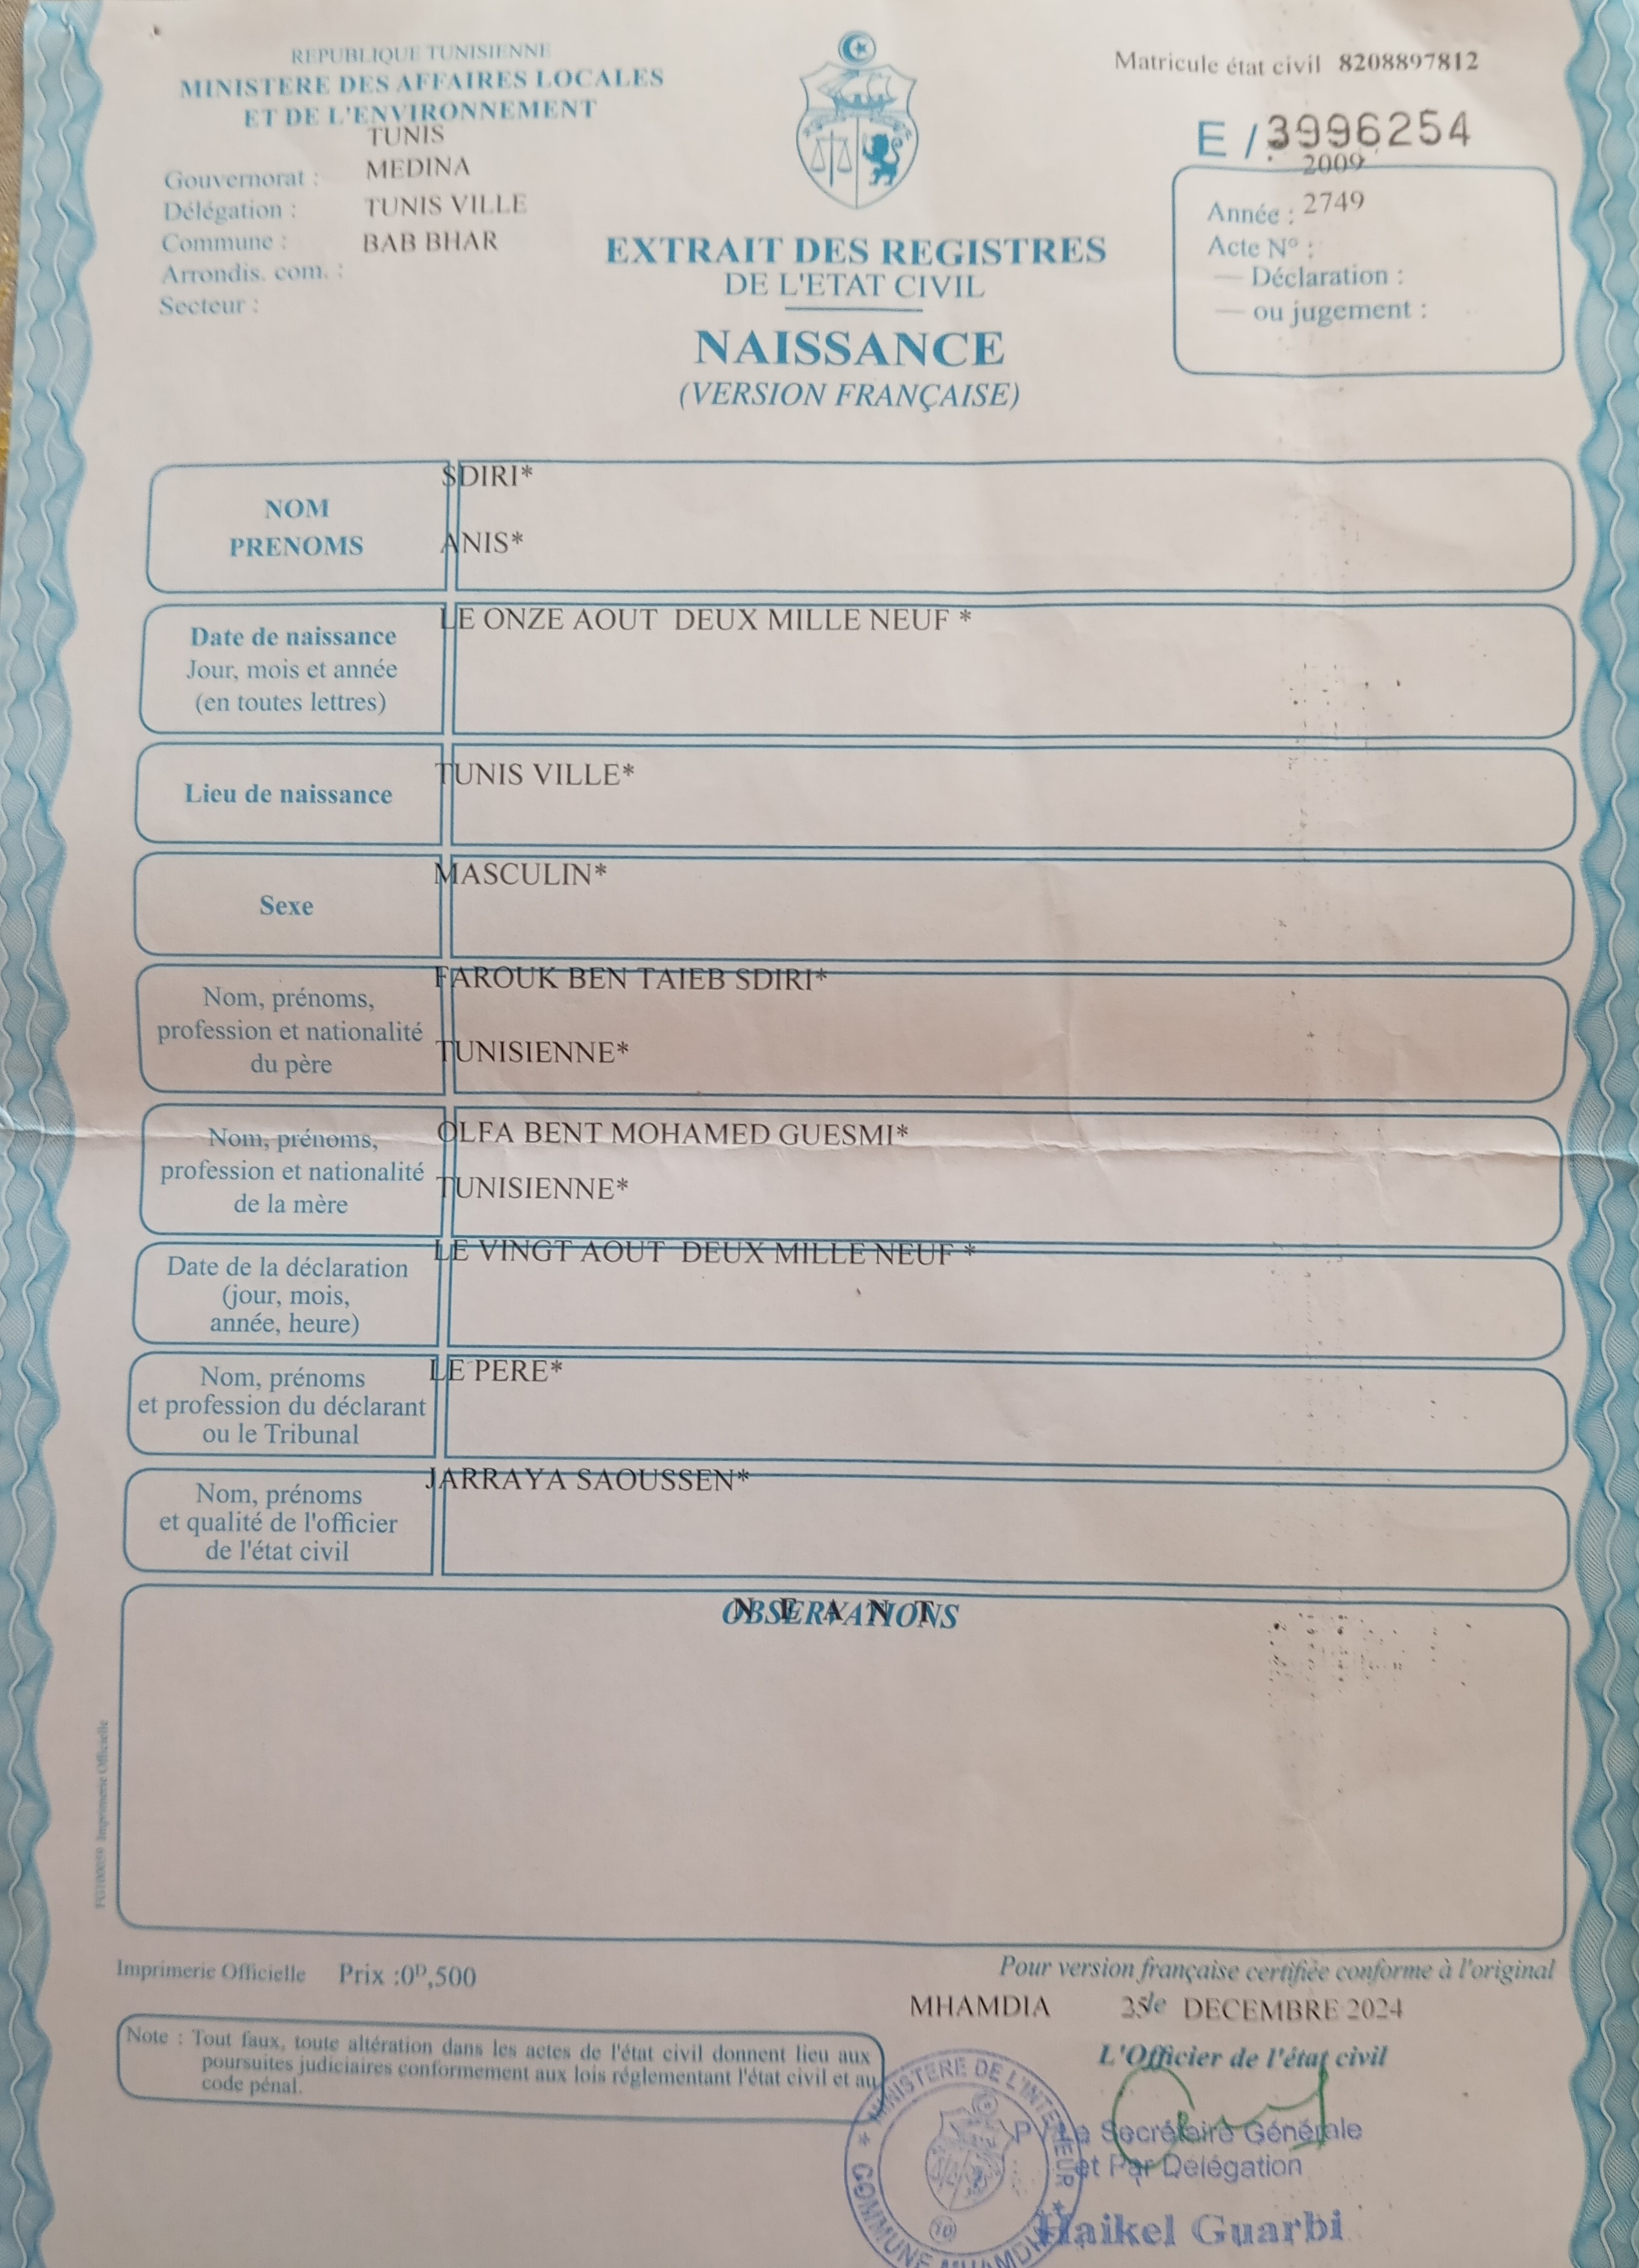 REPUBLIQUE TUNISIENNE
MINISTERE DES AFFAIRES LOCALES
ET DE L'ENVIRONNEMENT
TUNIS
Gouvernorat : MEDINA
Délégation : TUNIS VILLE
Commune : BAB BHAR
Arrondis. com. :
Secteur :
Matricule état civil 8208897812
E / 3996254
2009
Année : 2749
Acte N° :
— Déclaration :
— ou jugement :
EXTRAIT DES REGISTRES
DE L'ETAT CIVIL
NAISSANCE
(VERSION FRANÇAISE)
NOM
PRENOMS
SDIRI*
ANIS*
Date de naissance
Jour, mois et année
(en toutes lettres)
LE ONZE AOUT DEUX MILLE NEUF *
Lieu de naissance
TUNIS VILLE*
Sexe
MASCULIN*
Nom, prénoms,
profession et nationalité
du père
FAROUK BEN TAIEB SDIRI*
TUNISIENNE*
Nom, prénoms,
profession et nationalité
de la mère
OLFA BENT MOHAMED GUESMI*
TUNISIENNE*
Date de la déclaration
(jour, mois,
année, heure)
LE VINGT AOUT DEUX MILLE NEUF *
Nom, prénoms
et profession du déclarant
ou le Tribunal
LE PERE*
Nom, prénoms
et qualité de l'officier
de l'état civil
JARRAYA SAOUSSEN*
OBSERVATIONS
N E A N T
Imprimerie Officielle Prix :0ᴰ,500
Note : Tout faux, toute altération dans les actes de l'état civil donnent lieu aux
poursuites judiciaires conformement aux lois réglementant l'état civil et au
code pénal.
Pour version française certifiée conforme à l'original
MHAMDIA le 25 DECEMBRE 2024
L'Officier de l'état civil
MINISTERE DE L'INTERIEUR
COMMUNE MHAMDIA
10
Secrétaire Générale
et Par Délégation
Haikel Guarbi